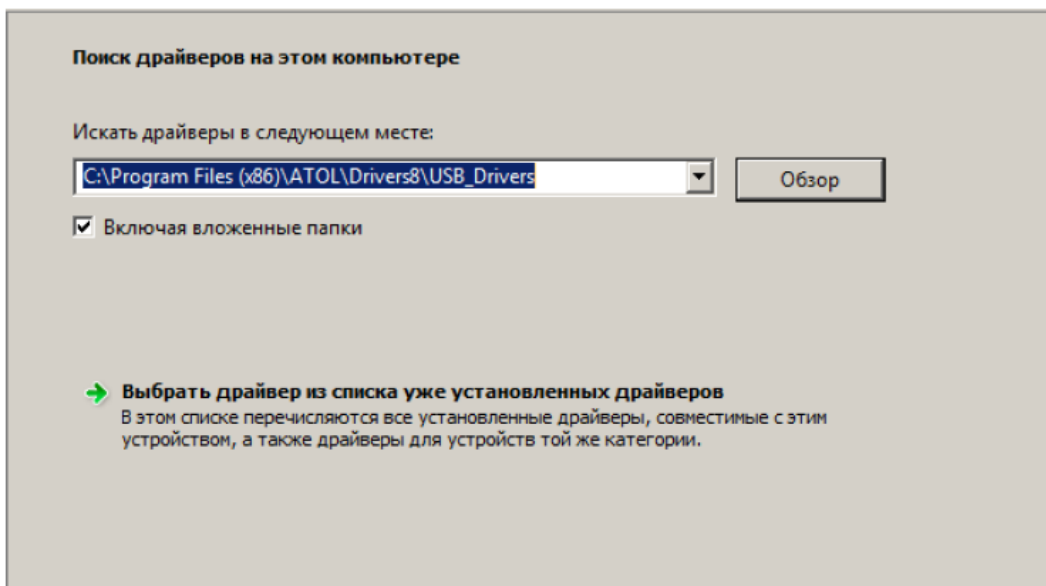 Поиск драйверов на этом компьютере
Искать драйверы в следующем месте:
C:\Program Files (x86)\ATOL\Drivers8\USB_Drivers
Обзор
Включая вложенные папки
Выбрать драйвер из списка уже установленных драйверов
В этом списке перечисляются все установленные драйверы, совместимые с этим
устройством, а также драйверы для устройств той же категории.